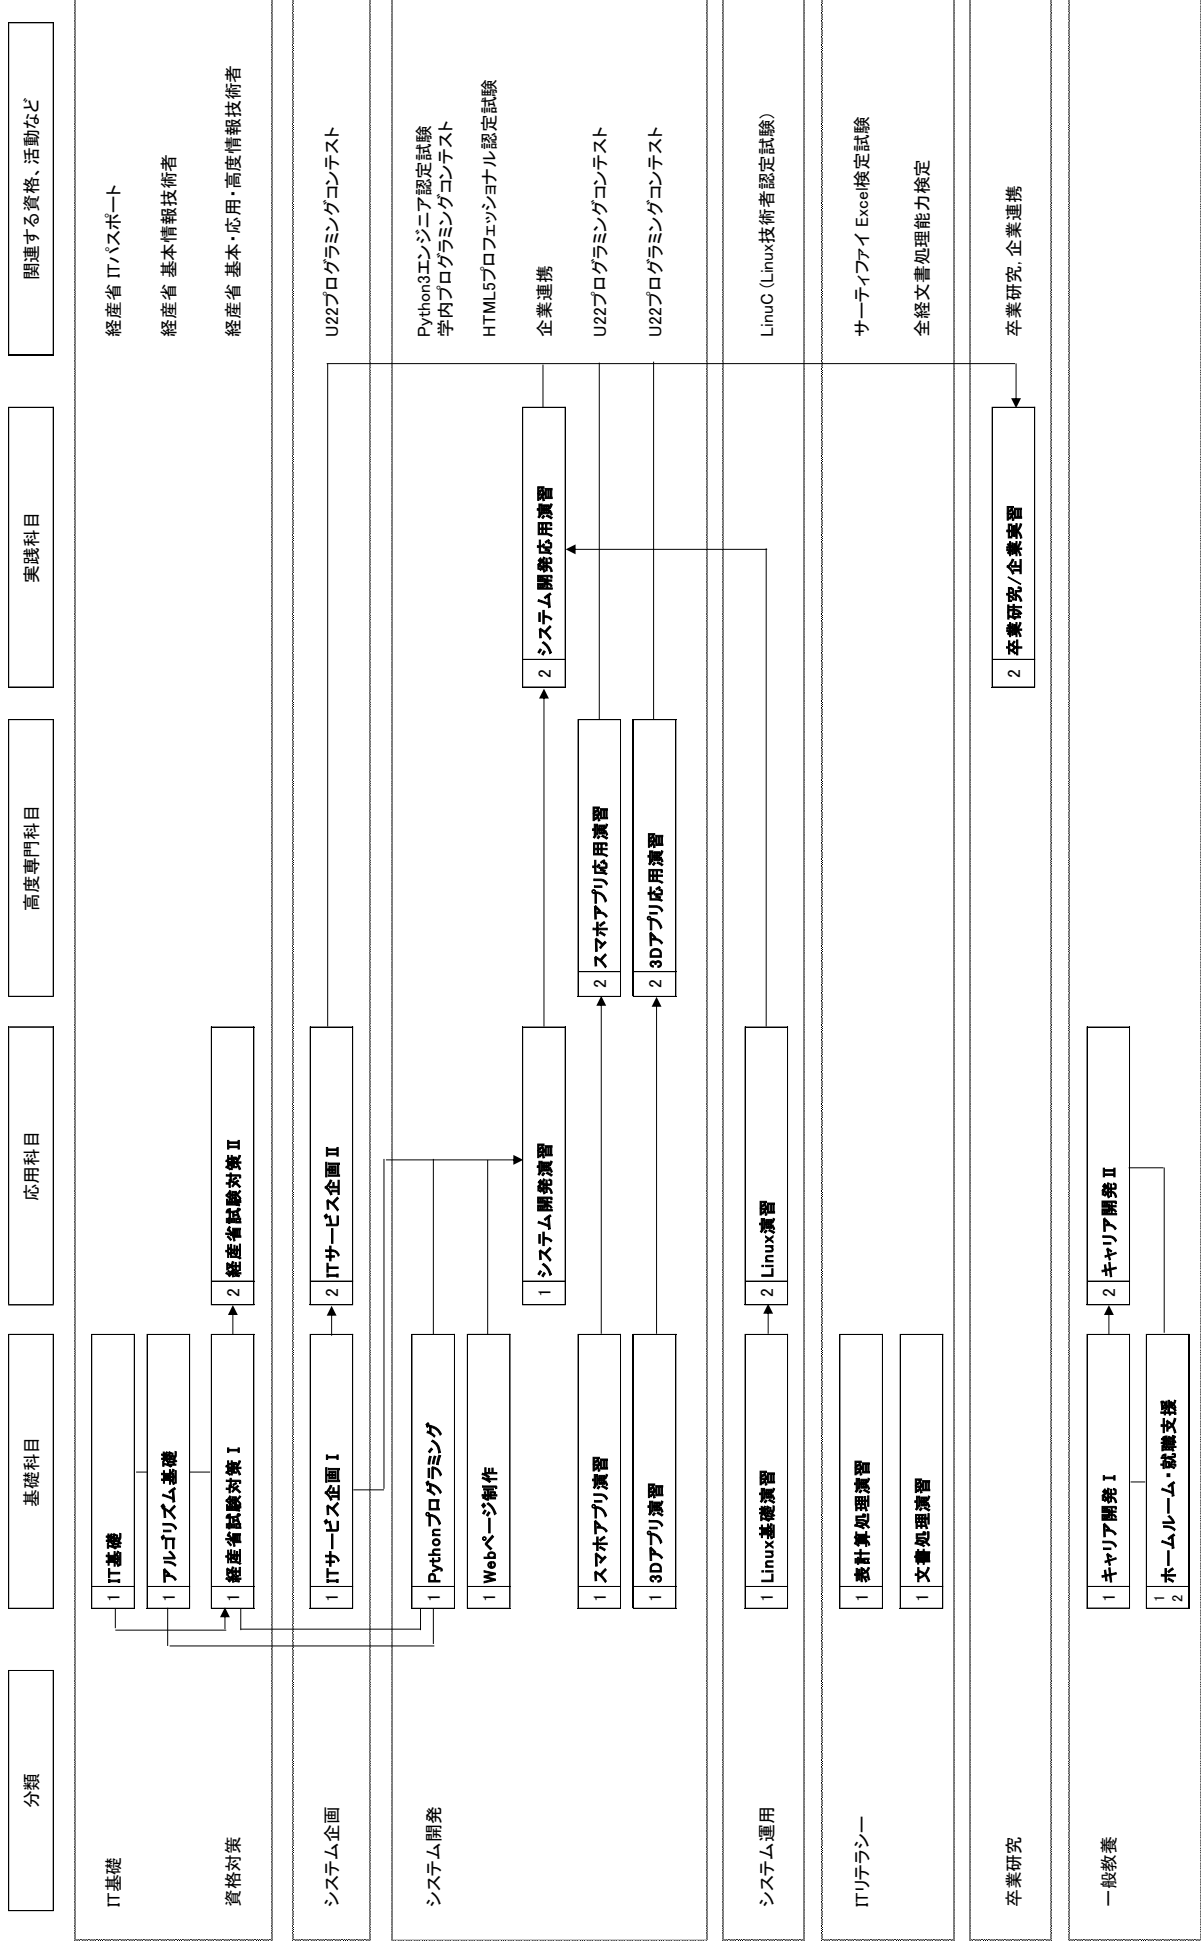 分類
基礎科目
応用科目
高度専門科目
実践科目
関連する資格、活動など
IT基礎
1 IT基礎
経産省 ITパスポート
1 アルゴリズム基礎
経産省 基本情報技術者
資格対策
1 経産省試験対策Ⅰ
2 経産省試験対策Ⅱ
経産省 基本・応用・高度情報技術者
システム企画
1 ITサービス企画Ⅰ
2 ITサービス企画Ⅱ
U22プログラミングコンテスト
システム開発
1 Pythonプログラミング
Python3エンジニア認定試験
学内プログラミングコンテスト
1 Webページ制作
HTML5プロフェッショナル認定試験
1 システム開発演習
2 システム開発応用演習
企業連携
1 スマホアプリ演習
2 スマホアプリ応用演習
U22プログラミングコンテスト
1 3Dアプリ演習
2 3Dアプリ応用演習
U22プログラミングコンテスト
システム運用
1 Linux基礎演習
2 Linux演習
LinuC (Linux技術者認定試験)
ITリテラシー
1 表計算処理演習
サーティファイ Excel検定試験
1 文書処理演習
全経文書処理能力検定
卒業研究
2 卒業研究/企業実習
卒業研究, 企業連携
一般教養
1 キャリア開発Ⅰ
2 キャリア開発Ⅱ
1
2
ホームルーム・就職支援